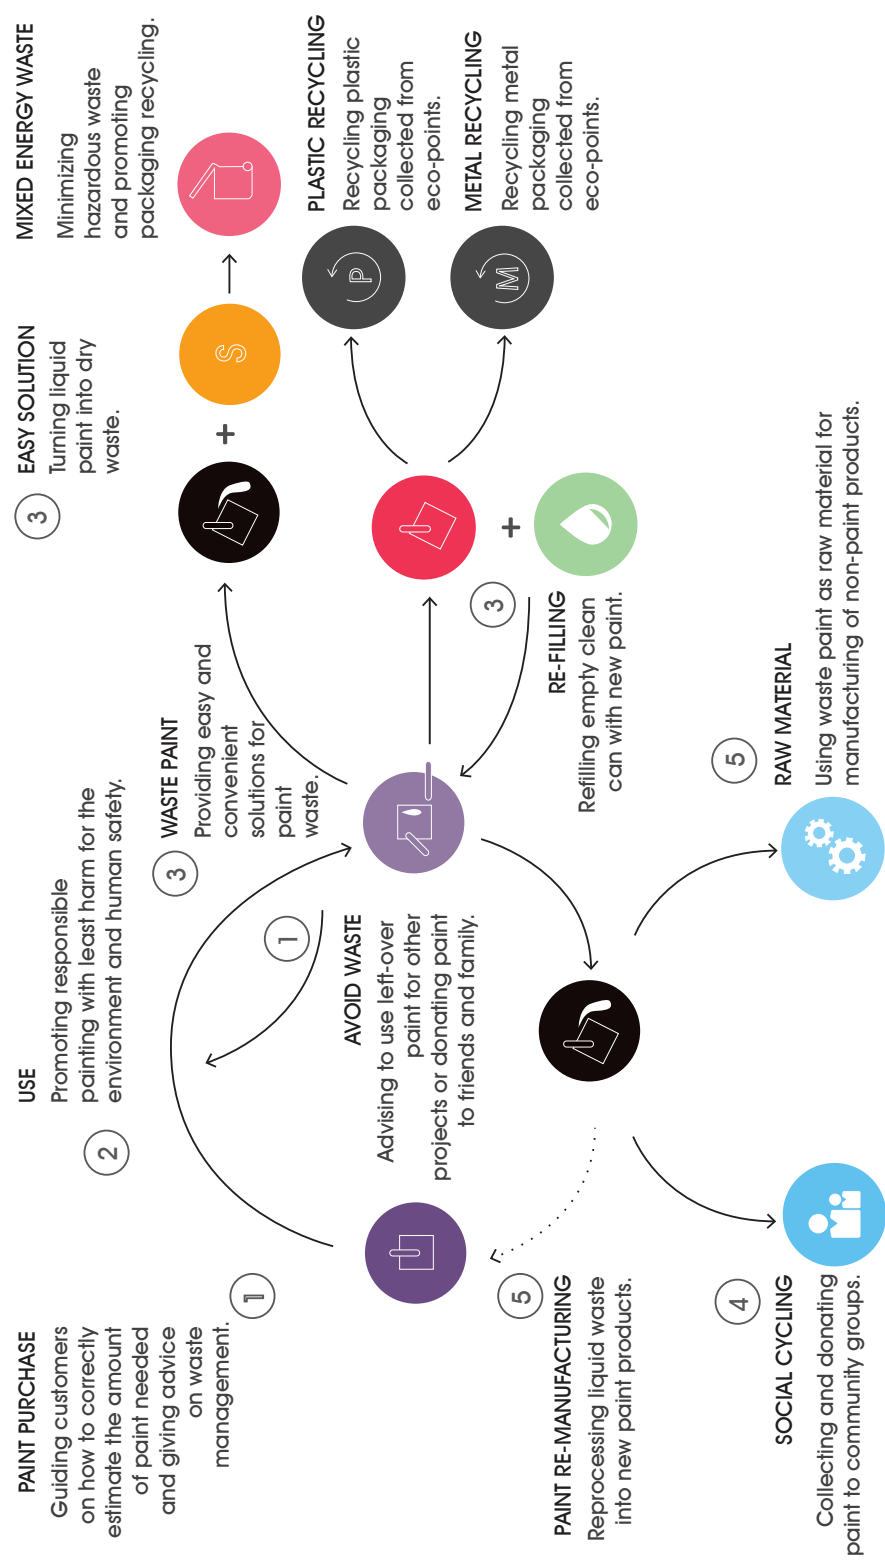 PAINT PURCHASE
Guiding customers
on how to correctly
estimate the amount
of paint needed
and giving advice
on waste
management.
1
2
USE
Promoting responsible
painting with least harm for the
environment and human safety.
1
AVOID WASTE
Advising to use left-over
paint for other
projects or donating paint
to friends and family.
3
WASTE PAINT
Providing easy and
convenient
solutions for
paint
waste.
3
EASY SOLUTION
Turning liquid
paint into dry
waste.
+
S
MIXED ENERGY WASTE
Minimizing
hazardous waste
and promoting
packaging recycling.
P
PLASTIC RECYCLING
Recycling plastic
packaging
collected from
eco-points.
M
METAL RECYCLING
Recycling metal
packaging
collected from
eco-points.
+
3
RE-FILLING
Refilling empty clean
can with new paint.
5
PAINT RE-MANUFACTURING
Reprocessing liquid waste
into new paint products.
4
SOCIAL CYCLING
Collecting and donating
paint to community groups.
5
RAW MATERIAL
Using waste paint as raw material for
manufacturing of non-paint products.